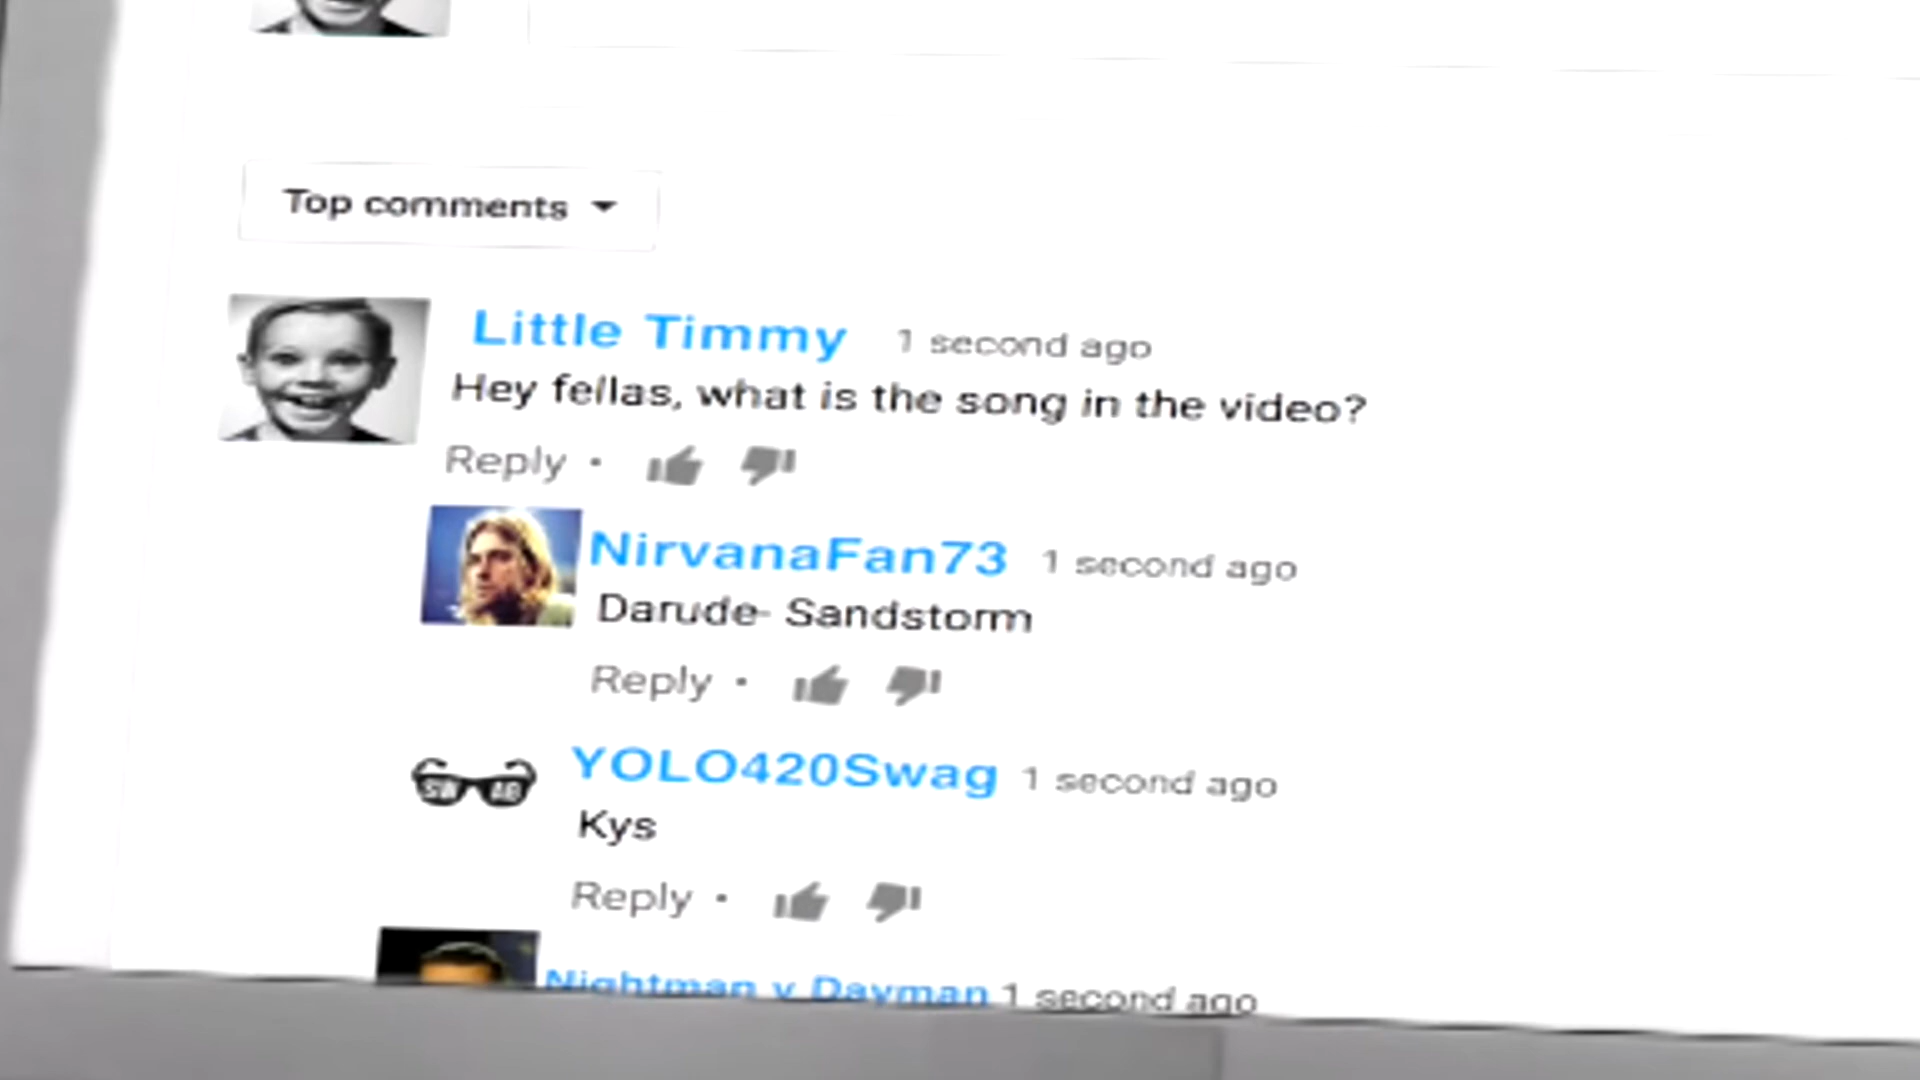 Top comments
Little Timmy 1 second ago
Hey fellas, what is the song in the video?
Reply •
NirvanaFan73 1 second ago
Darude- Sandstorm
Reply •
SWAG
YOLO420Swag 1 second ago
Kys
Reply •
Nightman v Dayman 1 second ago